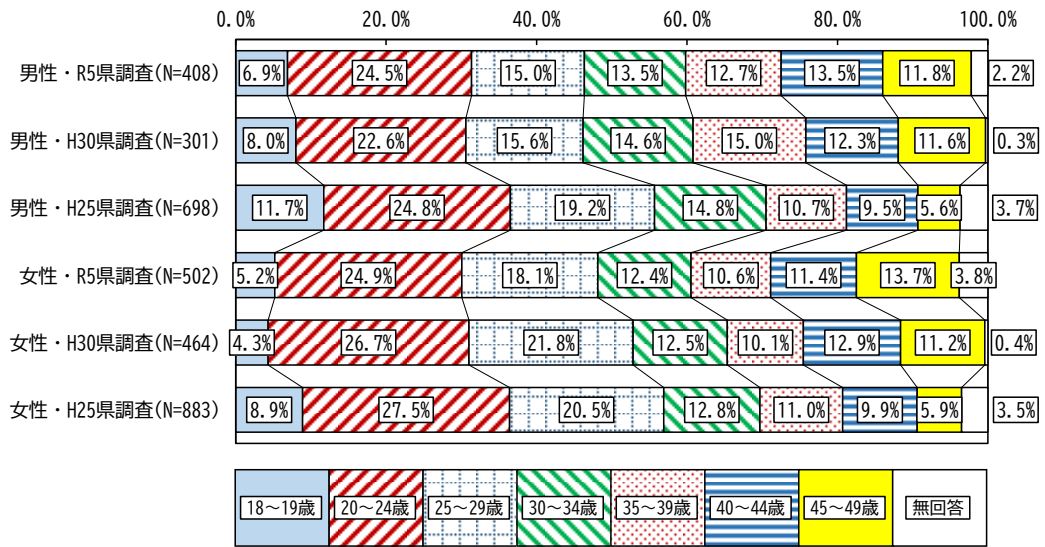 0.0% 20.0% 40.0% 60.0% 80.0% 100.0%
男性・R5県調査(N=408) 6.9% 24.5% 15.0% 13.5% 12.7% 13.5% 11.8% 2.2%
男性・H30県調査(N=301) 8.0% 22.6% 15.6% 14.6% 15.0% 12.3% 11.6% 0.3%
男性・H25県調査(N=698) 11.7% 24.8% 19.2% 14.8% 10.7% 9.5% 5.6% 3.7%
女性・R5県調査(N=502) 5.2% 24.9% 18.1% 12.4% 10.6% 11.4% 13.7% 3.8%
女性・H30県調査(N=464) 4.3% 26.7% 21.8% 12.5% 10.1% 12.9% 11.2% 0.4%
女性・H25県調査(N=883) 8.9% 27.5% 20.5% 12.8% 11.0% 9.9% 5.9% 3.5%
18～19歳 20～24歳 25～29歳 30～34歳 35～39歳 40～44歳 45～49歳 無回答